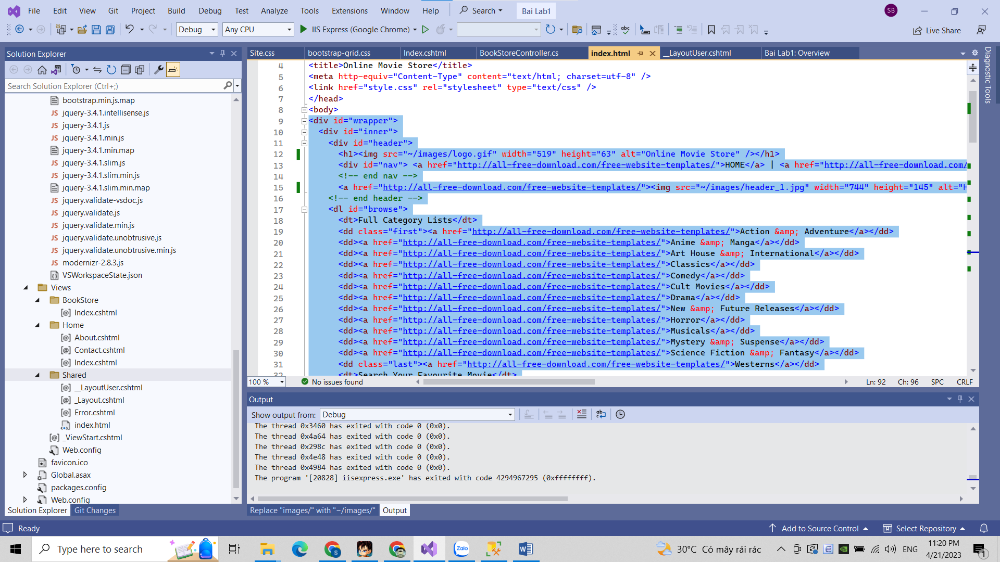 File Edit View Git Project Build Debug Test Analyze Tools Extensions Window Help Search Bai Lab1 SB
Debug Any CPU IIS Express (Google Chrome) Live Share
Solution Explorer
Search Solution Explorer (Ctrl+;)
bootstrap.min.js.map
JS jquery-3.4.1.intellisense.js
JS jquery-3.4.1.js
JS jquery-3.4.1.min.js
jquery-3.4.1.min.map
JS jquery-3.4.1.slim.js
JS jquery-3.4.1.slim.min.js
jquery-3.4.1.slim.min.map
JS jquery.validate-vsdoc.js
JS jquery.validate.js
JS jquery.validate.min.js
JS jquery.validate.unobtrusive.js
JS jquery.validate.unobtrusive.min.js
JS modernizr-2.8.3.js
VSWorkspaceState.json
Views
BookStore
[@] Index.cshtml
Home
[@] About.cshtml
[@] Contact.cshtml
[@] Index.cshtml
Shared
[@] __LayoutUser.cshtml
[@] _Layout.cshtml
[@] Error.cshtml
index.html
[@] _ViewStart.cshtml
Web.config
favicon.ico
Global.asax
packages.config
Web.config
Solution Explorer Git Changes
Site.css bootstrap-grid.css Index.cshtml BookStoreController.cs index.html __LayoutUser.cshtml Bai Lab1: Overview
4 <title>Online Movie Store</title>
5 <meta http-equiv="Content-Type" content="text/html; charset=utf-8" />
6 <link href="style.css" rel="stylesheet" type="text/css" />
7 </head>
8 <body>
9 <div id="wrapper">
10 <div id="inner">
11 <div id="header">
12 <h1><img src="~/images/logo.gif" width="519" height="63" alt="Online Movie Store" /></h1>
13 <div id="nav"> <a href="http://all-free-download.com/free-website-templates/">HOME</a> | <a href="http://all-free-download.com/
14 <!-- end nav -->
15 <a href="http://all-free-download.com/free-website-templates/"><img src="~/images/header_1.jpg" width="744" height="145" alt="H
16 <!-- end header -->
17 <dl id="browse">
18 <dt>Full Category Lists</dt>
19 <dd class="first"><a href="http://all-free-download.com/free-website-templates/">Action &amp; Adventure</a></dd>
20 <dd><a href="http://all-free-download.com/free-website-templates/">Anime &amp; Manga</a></dd>
21 <dd><a href="http://all-free-download.com/free-website-templates/">Art House &amp; International</a></dd>
22 <dd><a href="http://all-free-download.com/free-website-templates/">Classics</a></dd>
23 <dd><a href="http://all-free-download.com/free-website-templates/">Comedy</a></dd>
24 <dd><a href="http://all-free-download.com/free-website-templates/">Cult Movies</a></dd>
25 <dd><a href="http://all-free-download.com/free-website-templates/">Drama</a></dd>
26 <dd><a href="http://all-free-download.com/free-website-templates/">New &amp; Future Releases</a></dd>
27 <dd><a href="http://all-free-download.com/free-website-templates/">Horror</a></dd>
28 <dd><a href="http://all-free-download.com/free-website-templates/">Musicals</a></dd>
29 <dd><a href="http://all-free-download.com/free-website-templates/">Mystery &amp; Suspense</a></dd>
30 <dd><a href="http://all-free-download.com/free-website-templates/">Science Fiction &amp; Fantasy</a></dd>
31 <dd class="last"><a href="http://all-free-download.com/free-website-templates/">Westerns</a></dd>
32 <dt>Search Your Favourite Movie</dt>
100 % No issues found Ln: 92 Ch: 96 SPC CRLF
Diagnostic Tools
Output
Show output from: Debug
The thread 0x3460 has exited with code 0 (0x0).
The thread 0x4a64 has exited with code 0 (0x0).
The thread 0x298c has exited with code 0 (0x0).
The thread 0x4e48 has exited with code 0 (0x0).
The thread 0x4984 has exited with code 0 (0x0).
The program '[20828] iisexpress.exe' has exited with code 4294967295 (0xffffffff).
Replace "images/" with "~/images/" Output
Ready Add to Source Control Select Repository
Type here to search Zalo 30°C Có mây rải rác ENG 11:20 PM
4/21/2023 1